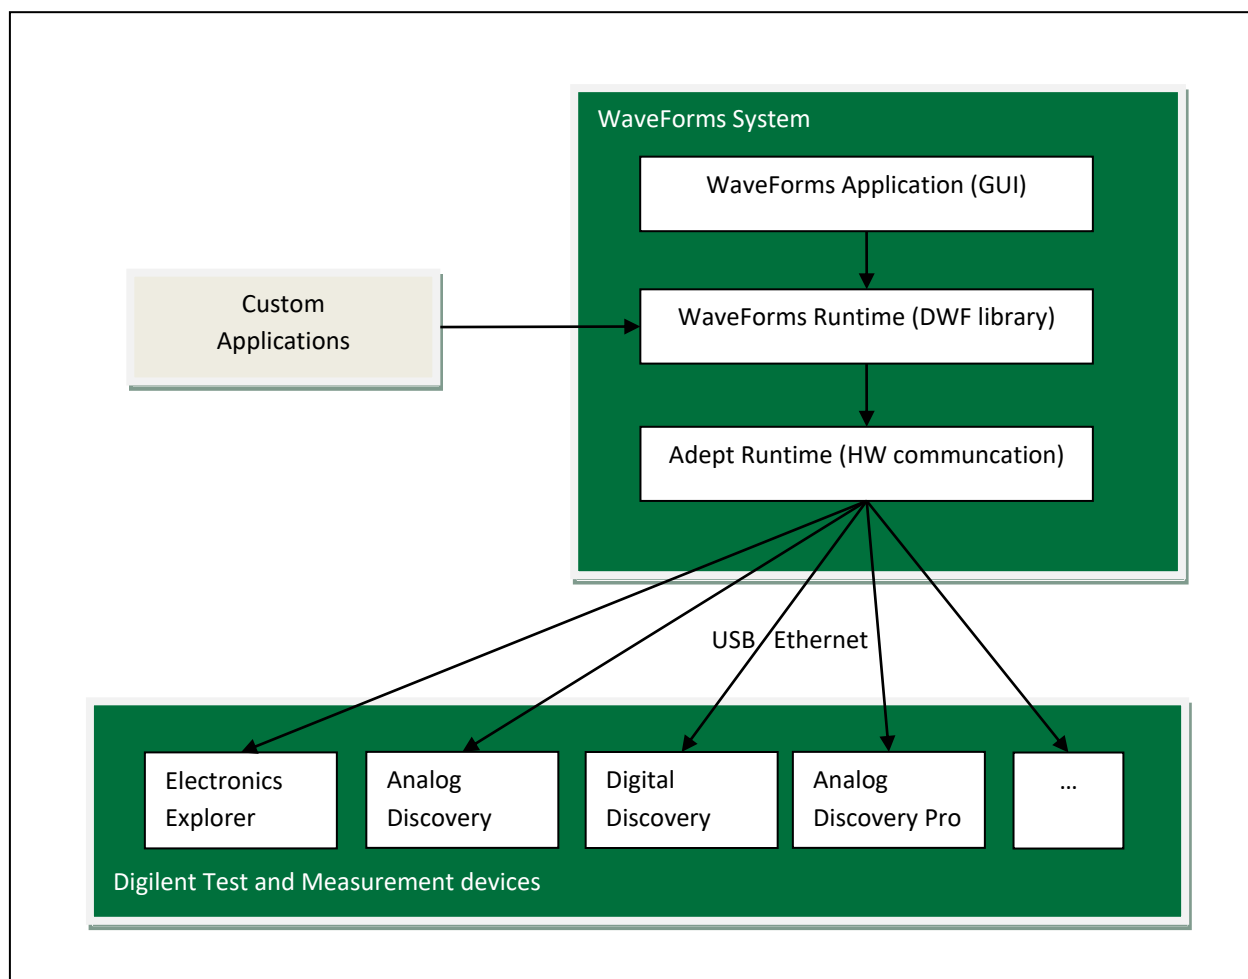 WaveForms System
WaveForms Application (GUI)
Custom
Applications
WaveForms Runtime (DWF library)
Adept Runtime (HW communcation)
USB / Ethernet
Electronics
Explorer
Analog
Discovery
Digital
Discovery
Analog
Discovery Pro
...
Digilent Test and Measurement devices